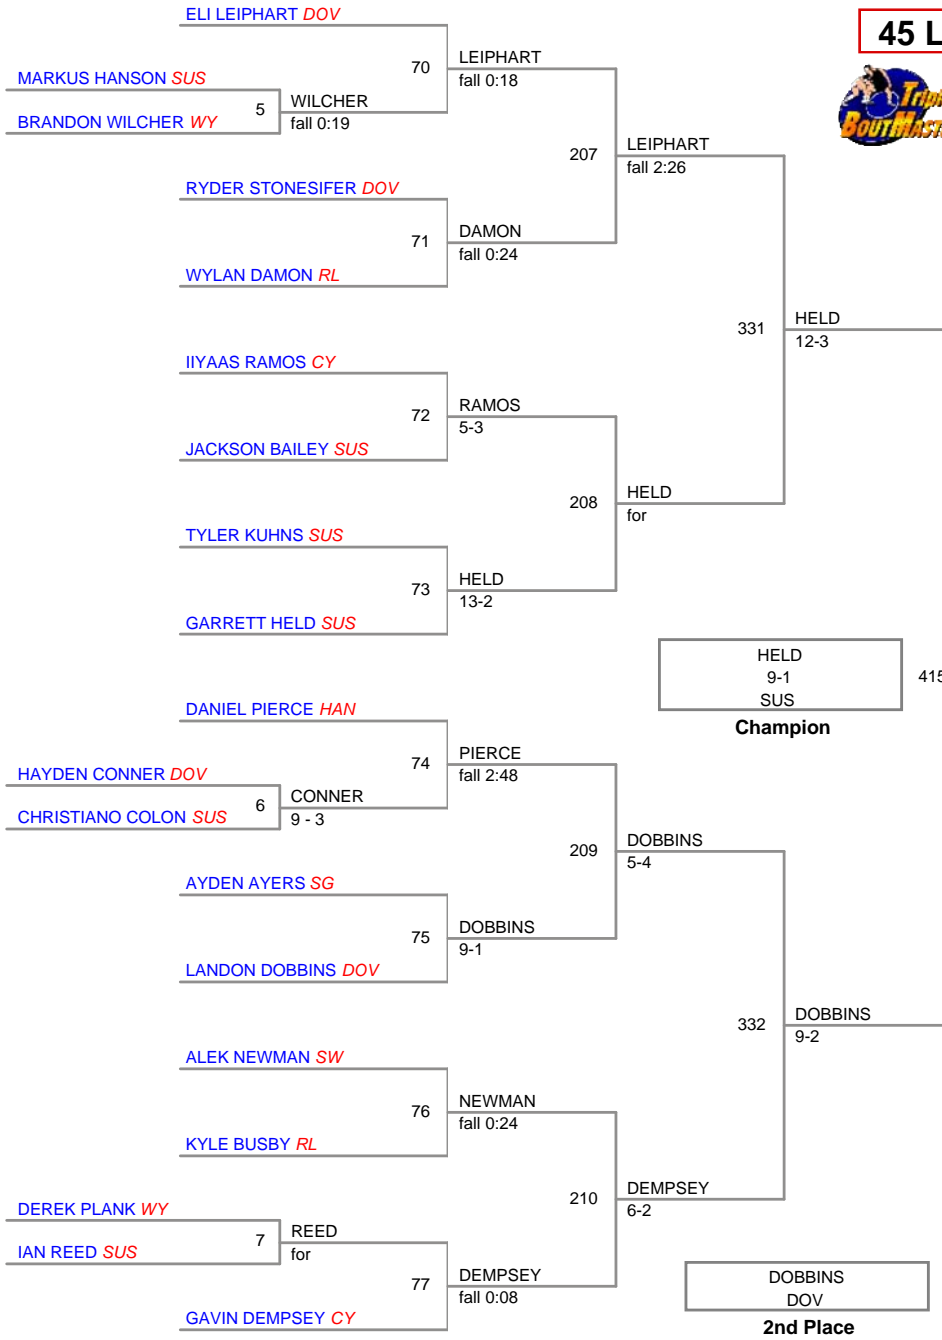 ELI LEIPHART DOV
45 L
70
LEIPHART
fall 0:18
MARKUS HANSON SUS
5
WILCHER
fall 0:19
BRANDON WILCHER WY
207
LEIPHART
fall 2:26
RYDER STONESIFER DOV
71
DAMON
fall 0:24
WYLAN DAMON RL
331
HELD
12-3
IIYAAS RAMOS CY
72
RAMOS
5-3
JACKSON BAILEY SUS
208
HELD
for
TYLER KUHNS SUS
73
HELD
13-2
GARRETT HELD SUS
HELD
9-1
SUS
415
Champion
DANIEL PIERCE HAN
74
PIERCE
fall 2:48
HAYDEN CONNER DOV
6
CONNER
9 - 3
CHRISTIANO COLON SUS
209
DOBBINS
5-4
AYDEN AYERS SG
75
DOBBINS
9-1
LANDON DOBBINS DOV
332
DOBBINS
9-2
ALEK NEWMAN SW
76
NEWMAN
fall 0:24
KYLE BUSBY RL
210
DEMPSEY
6-2
DEREK PLANK WY
7
REED
for
IAN REED SUS
77
DEMPSEY
fall 0:08
GAVIN DEMPSEY CY
DOBBINS
DOV
2nd Place